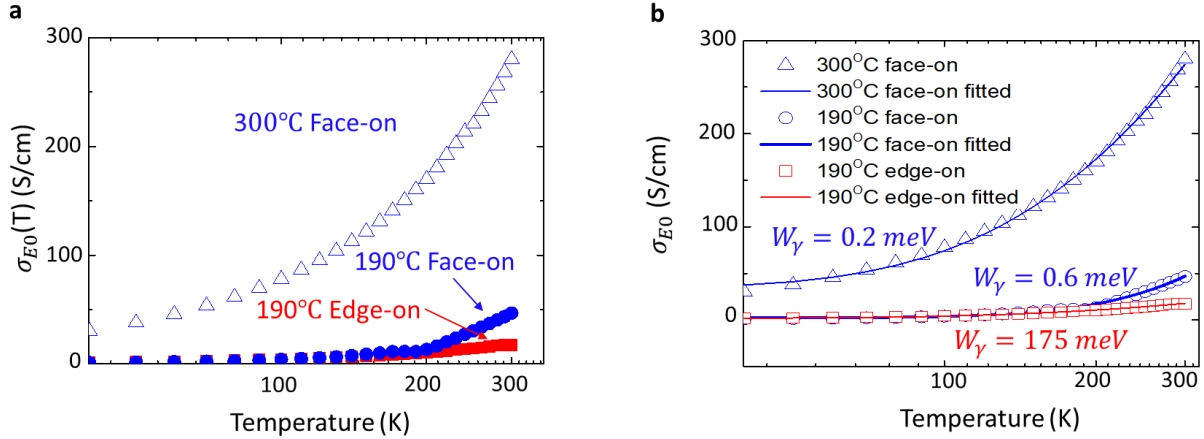 a
300
200
100
0
σE0(T) (S/cm)
300℃ Face-on
190℃ Face-on
190℃ Edge-on
100
200
300
Temperature (K)
b
300
200
100
0
σE0 (S/cm)
300°C face-on
300°C face-on fitted
190°C face-on
190°C face-on fitted
190°C edge-on
190°C edge-on fitted
Wγ = 0.2 meV
Wγ = 0.6 meV
Wγ = 175 meV
100
200
300
Temperature (K)